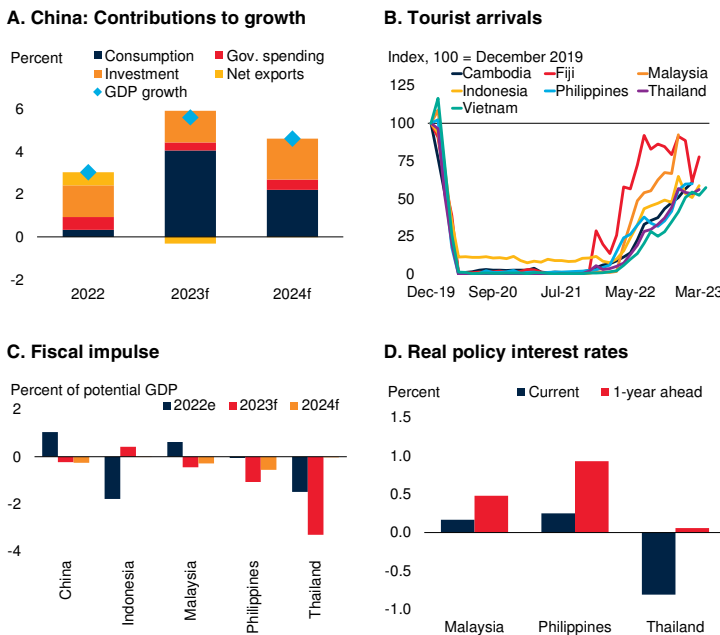 A. China: Contributions to growth
Percent
Consumption
Gov. spending
Investment
Net exports
GDP growth
6
4
2
0
-2
2022
2023f
2024f
B. Tourist arrivals
Index, 100 = December 2019
Cambodia
Fiji
Malaysia
Indonesia
Philippines
Thailand
Vietnam
125
100
75
50
25
0
Dec-19
Sep-20
Jul-21
May-22
Mar-23
C. Fiscal impulse
Percent of potential GDP
2022e
2023f
2024f
2
0
-2
-4
China
Indonesia
Malaysia
Philippines
Thailand
D. Real policy interest rates
Percent
Current
1-year ahead
1.5
1.0
0.5
0.0
-0.5
-1.0
Malaysia
Philippines
Thailand